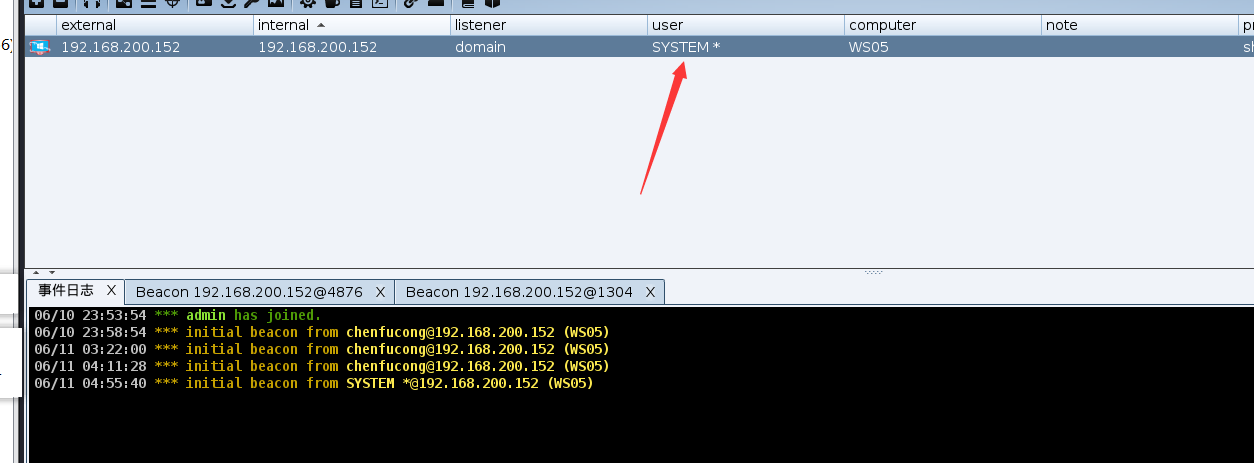 external internal listener user computer note pr
6)
192.168.200.152 192.168.200.152 domain SYSTEM * WS05 sh
事件日志 X Beacon 192.168.200.152@4876 X Beacon 192.168.200.152@1304 X
06/10 23:53:54 *** admin has joined.
06/10 23:58:54 *** initial beacon from chenfucong@192.168.200.152 (WS05)
06/11 03:22:00 *** initial beacon from chenfucong@192.168.200.152 (WS05)
06/11 04:11:28 *** initial beacon from chenfucong@192.168.200.152 (WS05)
06/11 04:55:40 *** initial beacon from SYSTEM *@192.168.200.152 (WS05)